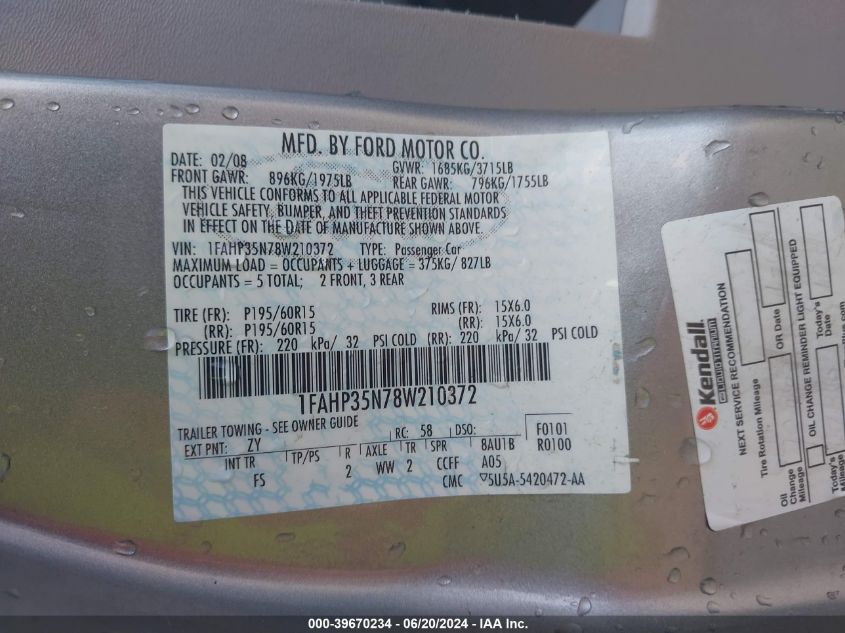 MFD. BY FORD MOTOR CO.
DATE: 02/08
GVWR: 1685KG/3715LB
FRONT GAWR: 896KG/1975LB
REAR GAWR: 796KG/1755LB
THIS VEHICLE CONFORMS TO ALL APPLICABLE FEDERAL MOTOR
VEHICLE SAFETY, BUMPER, AND THEFT PREVENTION STANDARDS
IN EFFECT ON THE DATE OF MANUFACTURE SHOWN ABOVE.
VIN: 1FAHP35N78W210372 TYPE: Passenger Car
MAXIMUM LOAD = OCCUPANTS + LUGGAGE = 375KG/ 827LB
OCCUPANTS = 5 TOTAL; 2 FRONT, 3 REAR
TIRE (FR): P195/60R15 RIMS (FR): 15X6.0
(RR): P195/60R15 (RR): 15X6.0
PRESSURE (FR): 220 kPa/ 32 PSI COLD (RR): 220 kPa/ 32 PSI COLD
1FAHP35N78W210372
TRAILER TOWING - SEE OWNER GUIDE
RC: 58 DSO: F0101
EXT PNT: ZY R0100
INT TR TP/PS R AXLE TR SPR BAU1B
FS 2 WW 2 CCFF A05
CMC ▽5U5A-5420472-AA
Kendall
LIQUID TITANIUM
NEXT SERVICE RECOMMENDATION
Tire Rotation Mileage OR Date
OIL CHANGE REMINDER LIGHT EQUIPPED
Oil Change Mileage
Today's Date
Today's
000-39670234 / 06/20/2024 / IAA Inc.